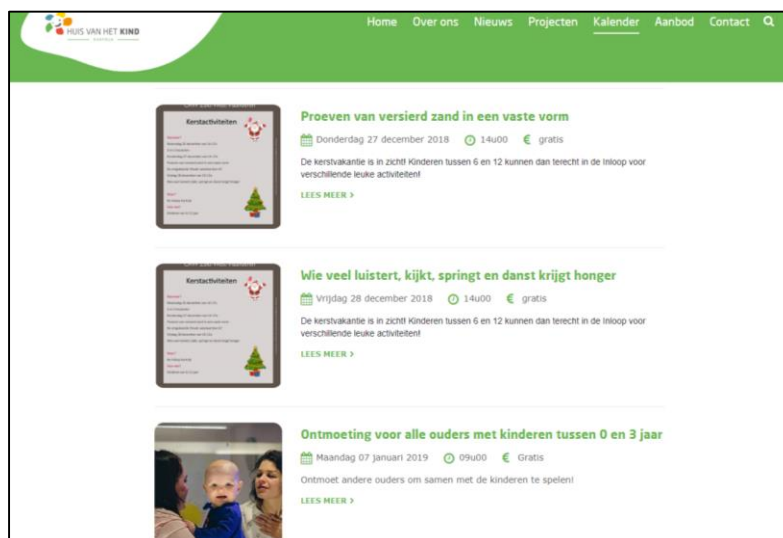 HUIS VAN HET KIND
Home Over ons Nieuws Projecten Kalender Aanbod Contact
Kerstactiviteiten
Proeven van versierd zand in een vaste vorm
Donderdag 27 december 2018 14u00 € gratis
De kerstvakantie is in zicht! Kinderen tussen 6 en 12 kunnen dan terecht in de Inloop voor
verschillende leuke activiteiten!
LEES MEER >
Kerstactiviteiten
Wie veel luistert, kijkt, springt en danst krijgt honger
Vrijdag 28 december 2018 14u00 € gratis
De kerstvakantie is in zicht! Kinderen tussen 6 en 12 kunnen dan terecht in de Inloop voor
verschillende leuke activiteiten!
LEES MEER >
Ontmoeting voor alle ouders met kinderen tussen 0 en 3 jaar
Maandag 07 januari 2019 09u00 € Gratis
Ontmoet andere ouders om samen met de kinderen te spelen!
LEES MEER >